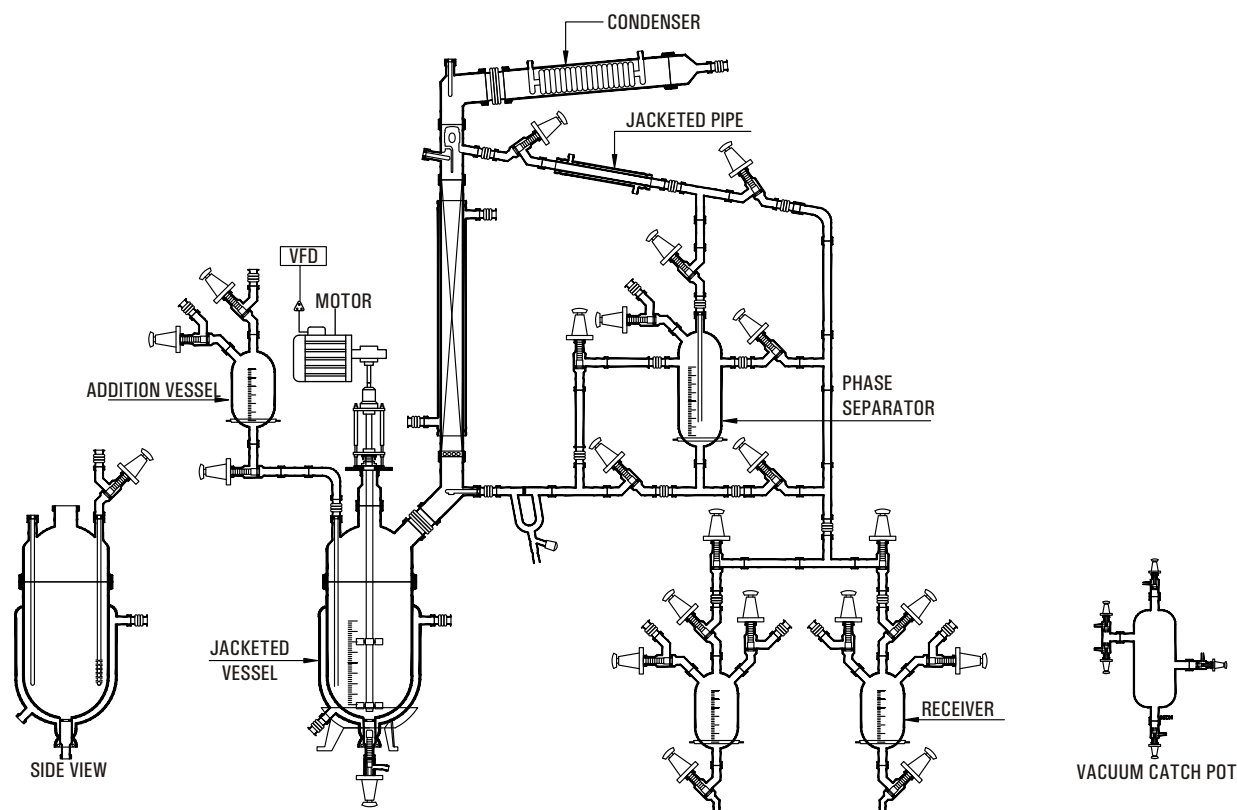 CONDENSER
JACKETED PIPE
VFD
MOTOR
ADDITION VESSEL
PHASE
SEPARATOR
JACKETED
VESSEL
RECEIVER
SIDE VIEW
VACUUM CATCH POT